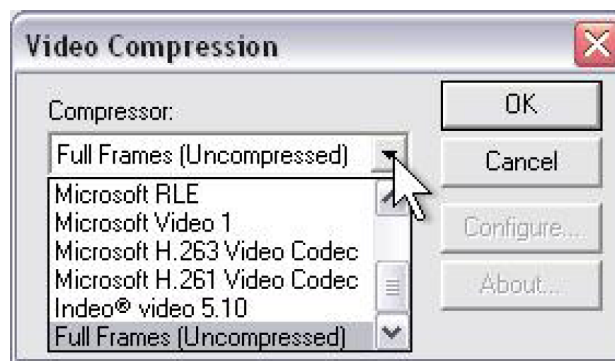 Video Compression
Compressor:
Full Frames (Uncompressed)
Microsoft RLE
Microsoft Video 1
Microsoft H.263 Video Codec
Microsoft H.261 Video Codec
Indeo® video 5.10
Full Frames (Uncompressed)
OK
Cancel
Configure...
About...